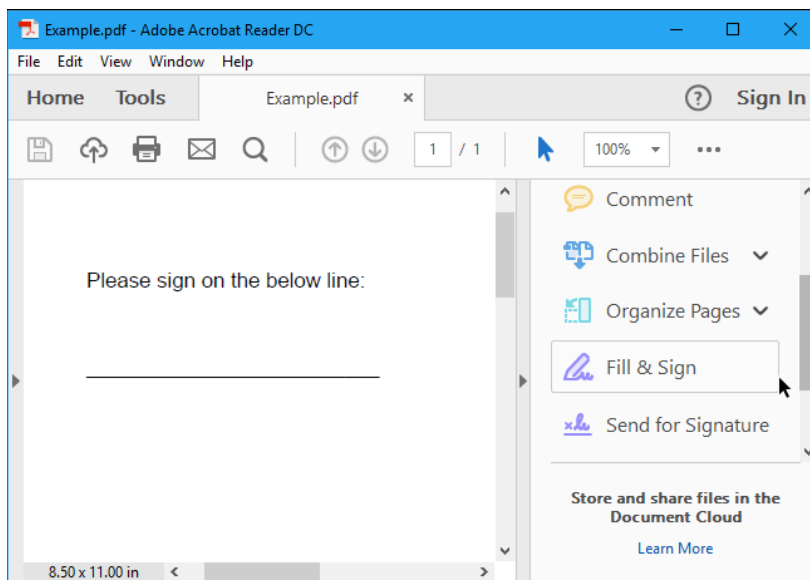 Example.pdf - Adobe Acrobat Reader DC
File Edit View Window Help
Home Tools Example.pdf × ? Sign In
1 / 1 100%
Please sign on the below line:
Comment
Combine Files
Organize Pages
Fill & Sign
Send for Signature
Store and share files in the
Document Cloud
Learn More
8.50 x 11.00 in